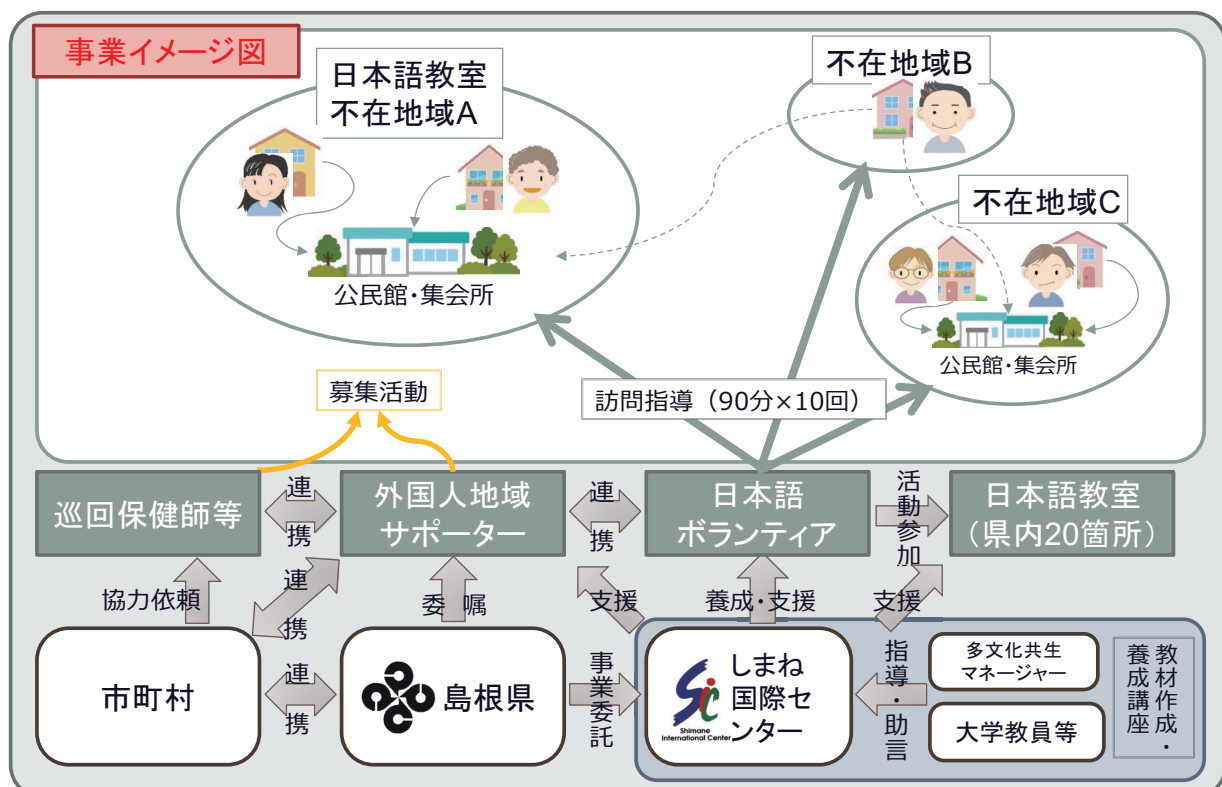 事業イメージ図
日本語教室
不在地域A
公民館・集会所
不在地域B
不在地域C
公民館・集会所
募集活動
訪問指導（90分×10回）
巡回保健師等
連携
外国人地域
サポーター
連携
日本語
ボランティア
活動参加
日本語教室
（県内20箇所）
協力依頼
連携
委 嘱
支援
養成・支援
支援
市町村
連携
島根県
事業委託
Sic
Shimane
International Center
しまね
国際セ
ンター
指導・助言
多文化共生
マネージャー
大学教員等
教材作成・
養成講座